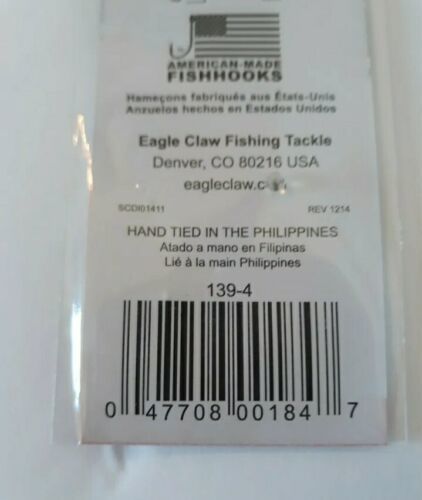 AMERICAN-MADE
FISHHOOKS
Hameçons fabriqués aus États-Unis
Anzuelos hechos en Estados Unidos
Eagle Claw Fishing Tackle
Denver, CO 80216 USA
SCDI01411
REV 1214
HAND TIED IN THE PHILIPPINES
Atado a mano en Filipinas
Lié à la main Philippines
139-4
0 47708 00184 7